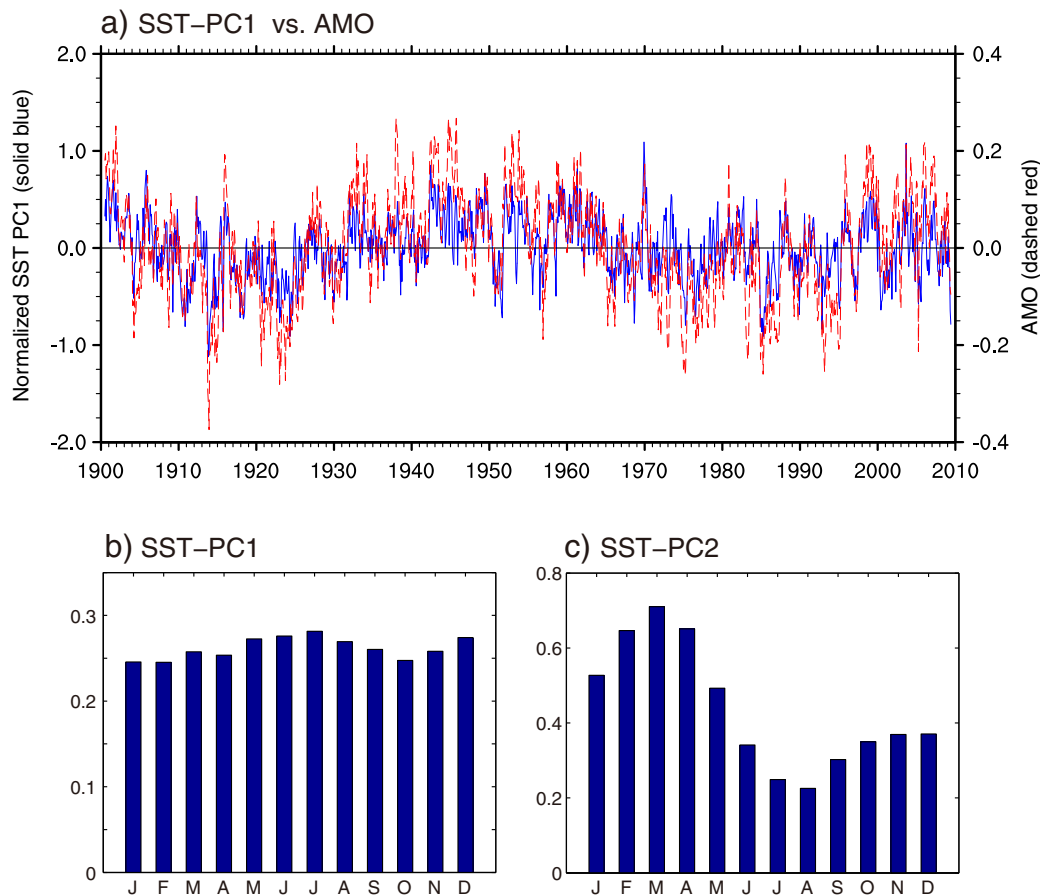 a) SST–PC1 vs. AMO
Normalized SST PC1 (solid blue)
2.0
1.0
0.0
-1.0
-2.0
0.4
0.2
0.0
-0.2
-0.4
AMO (dashed red)
1900 1910 1920 1930 1940 1950 1960 1970 1980 1990 2000 2010
b) SST–PC1
0.3
0.2
0.1
0
J F M A M J J A S O N D
c) SST–PC2
0.8
0.6
0.4
0.2
0
J F M A M J J A S O N D